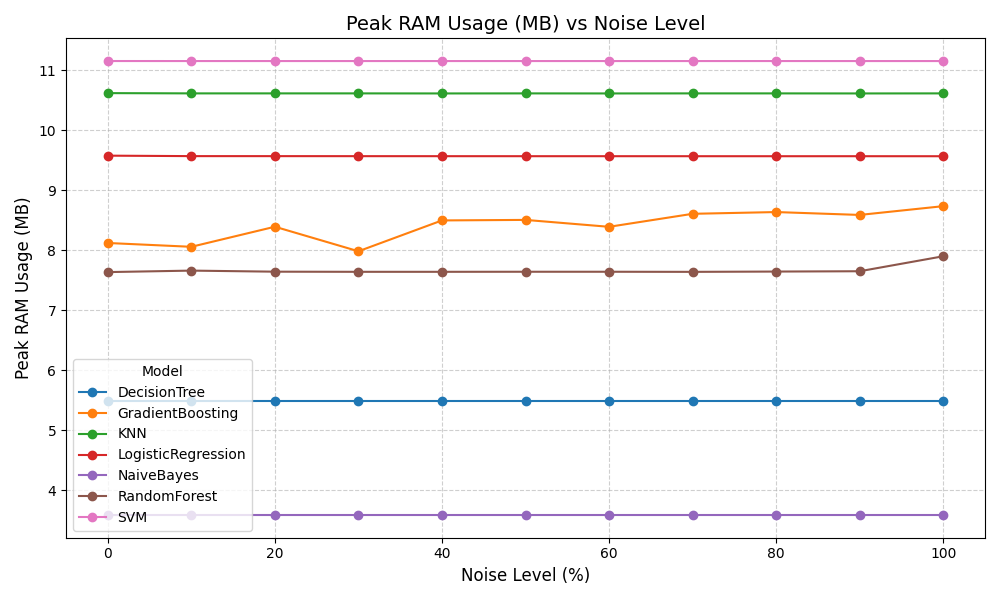 Peak RAM Usage (MB) vs Noise Level
Peak RAM Usage (MB)
11
10
9
8
7
6
5
4
Model
DecisionTree
GradientBoosting
KNN
LogisticRegression
NaiveBayes
RandomForest
SVM
0
20
40
60
80
100
Noise Level (%)